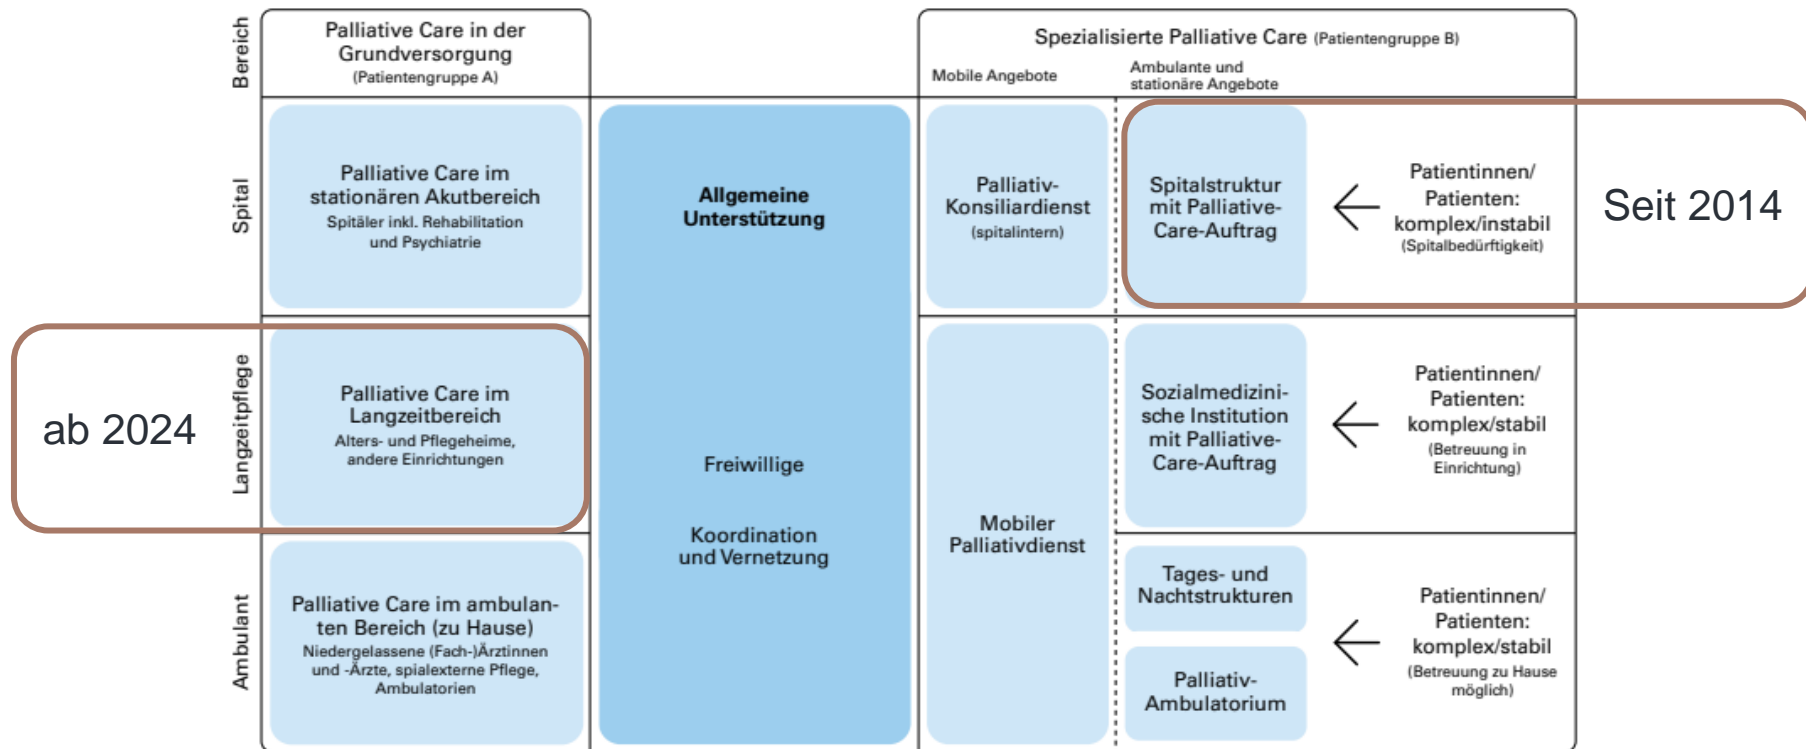 Bereich
Palliative Care in der
Grundversorgung
(Patientengruppe A)
Spezialisierte Palliative Care (Patientengruppe B)
Mobile Angebote
Ambulante und
stationäre Angebote
Spital
Palliative Care im
stationären Akutbereich
Spitäler inkl. Rehabilitation
und Psychiatrie
Allgemeine
Unterstützung
Palliativ-
Konsiliardienst
(spitalintern)
Spitalstruktur
mit Palliative-
Care-Auftrag
Patientinnen/
Patienten:
komplex/instabil
(Spitalbedürftigkeit)
Seit 2014
ab 2024
Langzeitpflege
Palliative Care im
Langzeitbereich
Alters- und Pflegeheime,
andere Einrichtungen
Freiwillige
Koordination
und Vernetzung
Mobiler
Palliativdienst
Sozialmedizini-
sche Institution
mit Palliative-
Care-Auftrag
Patientinnen/
Patienten:
komplex/stabil
(Betreuung in
Einrichtung)
Ambulant
Palliative Care im ambulan-
ten Bereich (zu Hause)
Niedergelassene (Fach-)Ärztinnen
und -Ärzte, spialexterne Pflege,
Ambulatorien
Tages- und
Nachtstrukturen
Palliativ-
Ambulatorium
Patientinnen/
Patienten:
komplex/stabil
(Betreuung zu Hause
möglich)